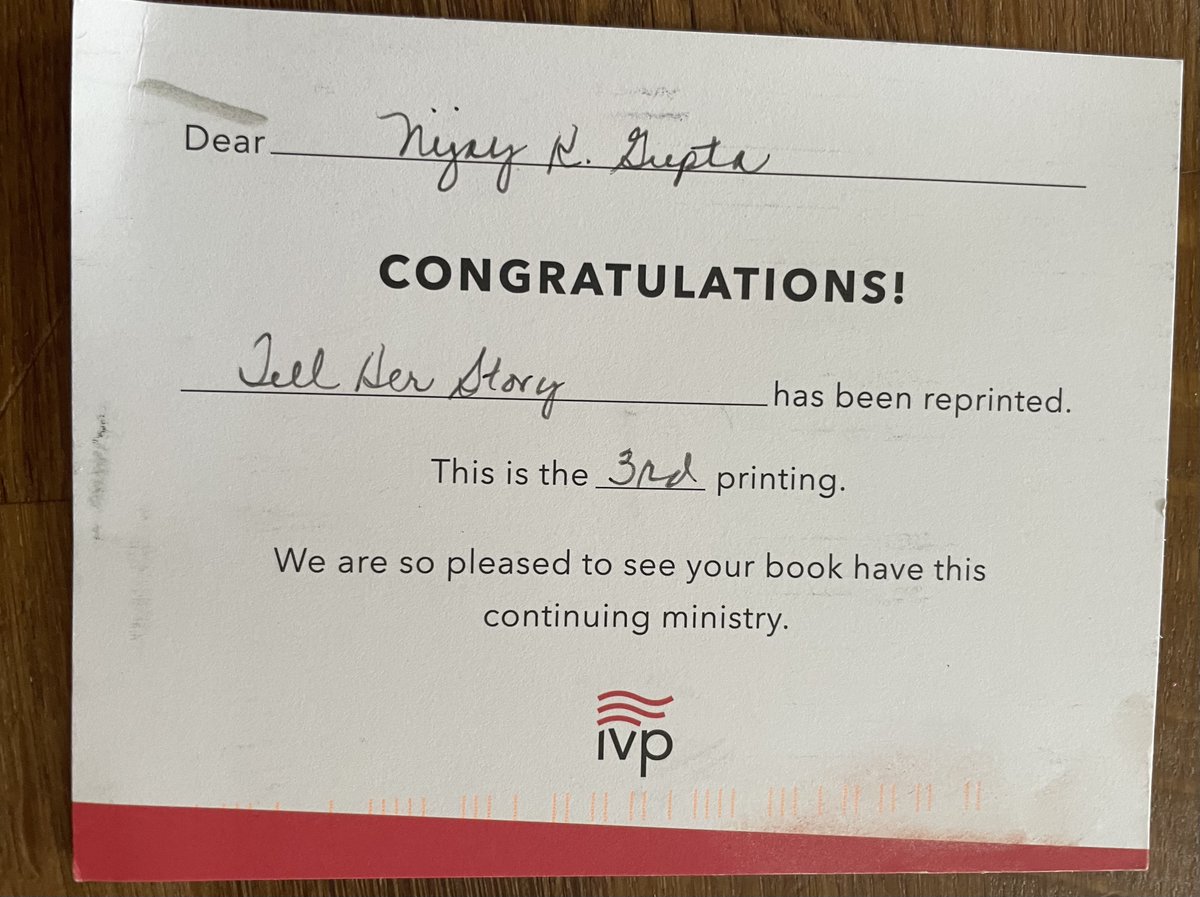 Dear Nijay K. Gupta
CONGRATULATIONS!
Tell Her Story has been reprinted.
This is the 3rd printing.
We are so pleased to see your book have this
continuing ministry.
ivp